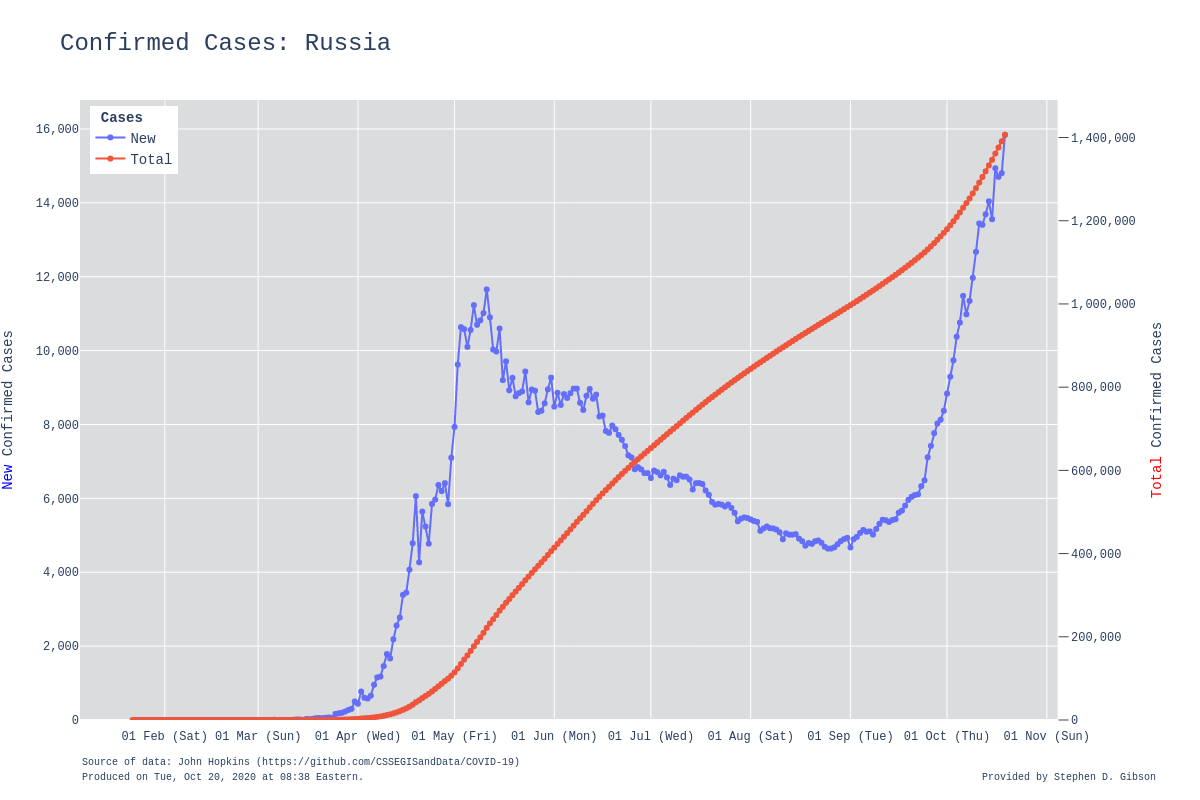 Confirmed Cases: Russia
Cases
New
Total
16,000
14,000
12,000
10,000
8,000
6,000
4,000
2,000
0
New Confirmed Cases
1,400,000
1,200,000
1,000,000
800,000
600,000
400,000
200,000
0
Total Confirmed Cases
01 Feb (Sat) 01 Mar (Sun) 01 Apr (Wed) 01 May (Fri) 01 Jun (Mon) 01 Jul (Wed) 01 Aug (Sat) 01 Sep (Tue) 01 Oct (Thu) 01 Nov (Sun)
Source of data: John Hopkins (https://github.com/CSSEGISandData/COVID-19)
Produced on Tue, Oct 20, 2020 at 08:38 Eastern.
Provided by Stephen D. Gibson